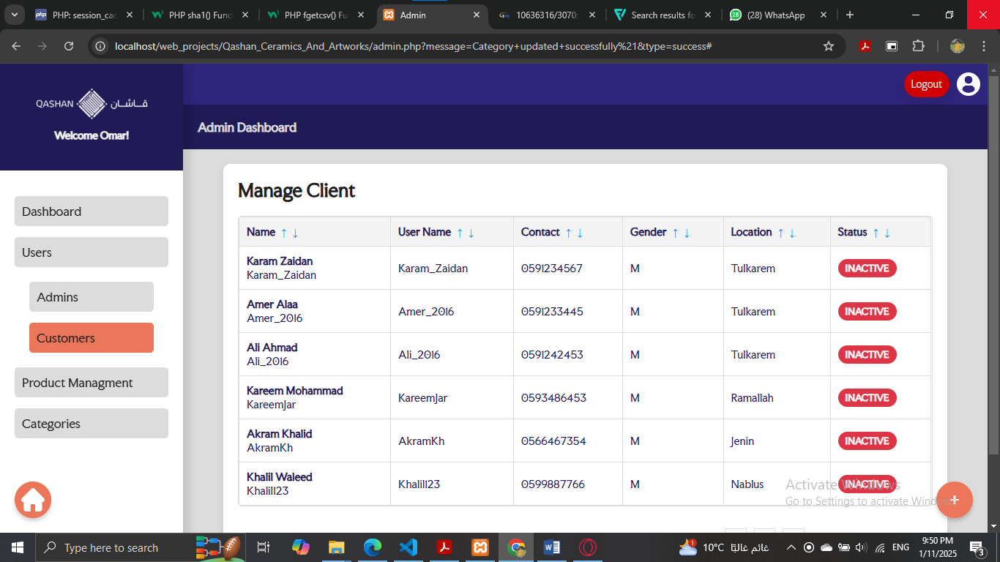 PHP: session_cac
PHP sha1() Func
PHP fgetcsv() Fu
Admin
10636316/3070
Search results fo
(28) WhatsApp
localhost/web_projects/Qashan_Ceramics_And_Artworks/admin.php?message=Category+updated+successfully%21&type=success#
QASHAN قاشان
Welcome Omar!
Logout
Admin Dashboard
Dashboard
Users
Admins
Customers
Product Managment
Categories
Manage Client
Name ↑ ↓ User Name ↑ ↓ Contact ↑ ↓ Gender ↑ ↓ Location ↑ ↓ Status ↑ ↓
Karam Zaidan
Karam_Zaidan Karam_Zaidan 0591234567 M Tulkarem INACTIVE
Amer Alaa
Amer_2016 Amer_2016 0591233445 M Tulkarem INACTIVE
Ali Ahmad
Ali_2016 Ali_2016 0591242453 M Tulkarem INACTIVE
Kareem Mohammad
KareemJar KareemJar 0593486453 M Ramallah INACTIVE
Akram Khalid
AkramKh AkramKh 0566467354 M Jenin INACTIVE
Khalil Waleed
Khalil123 Khalil123 0599887766 M Nablus INACTIVE
Activate Windows
Go to Settings to activate Windows.
+
Type here to search
1
10°C غائم غالبًا
ENG
9:50 PM
1/11/2025
3